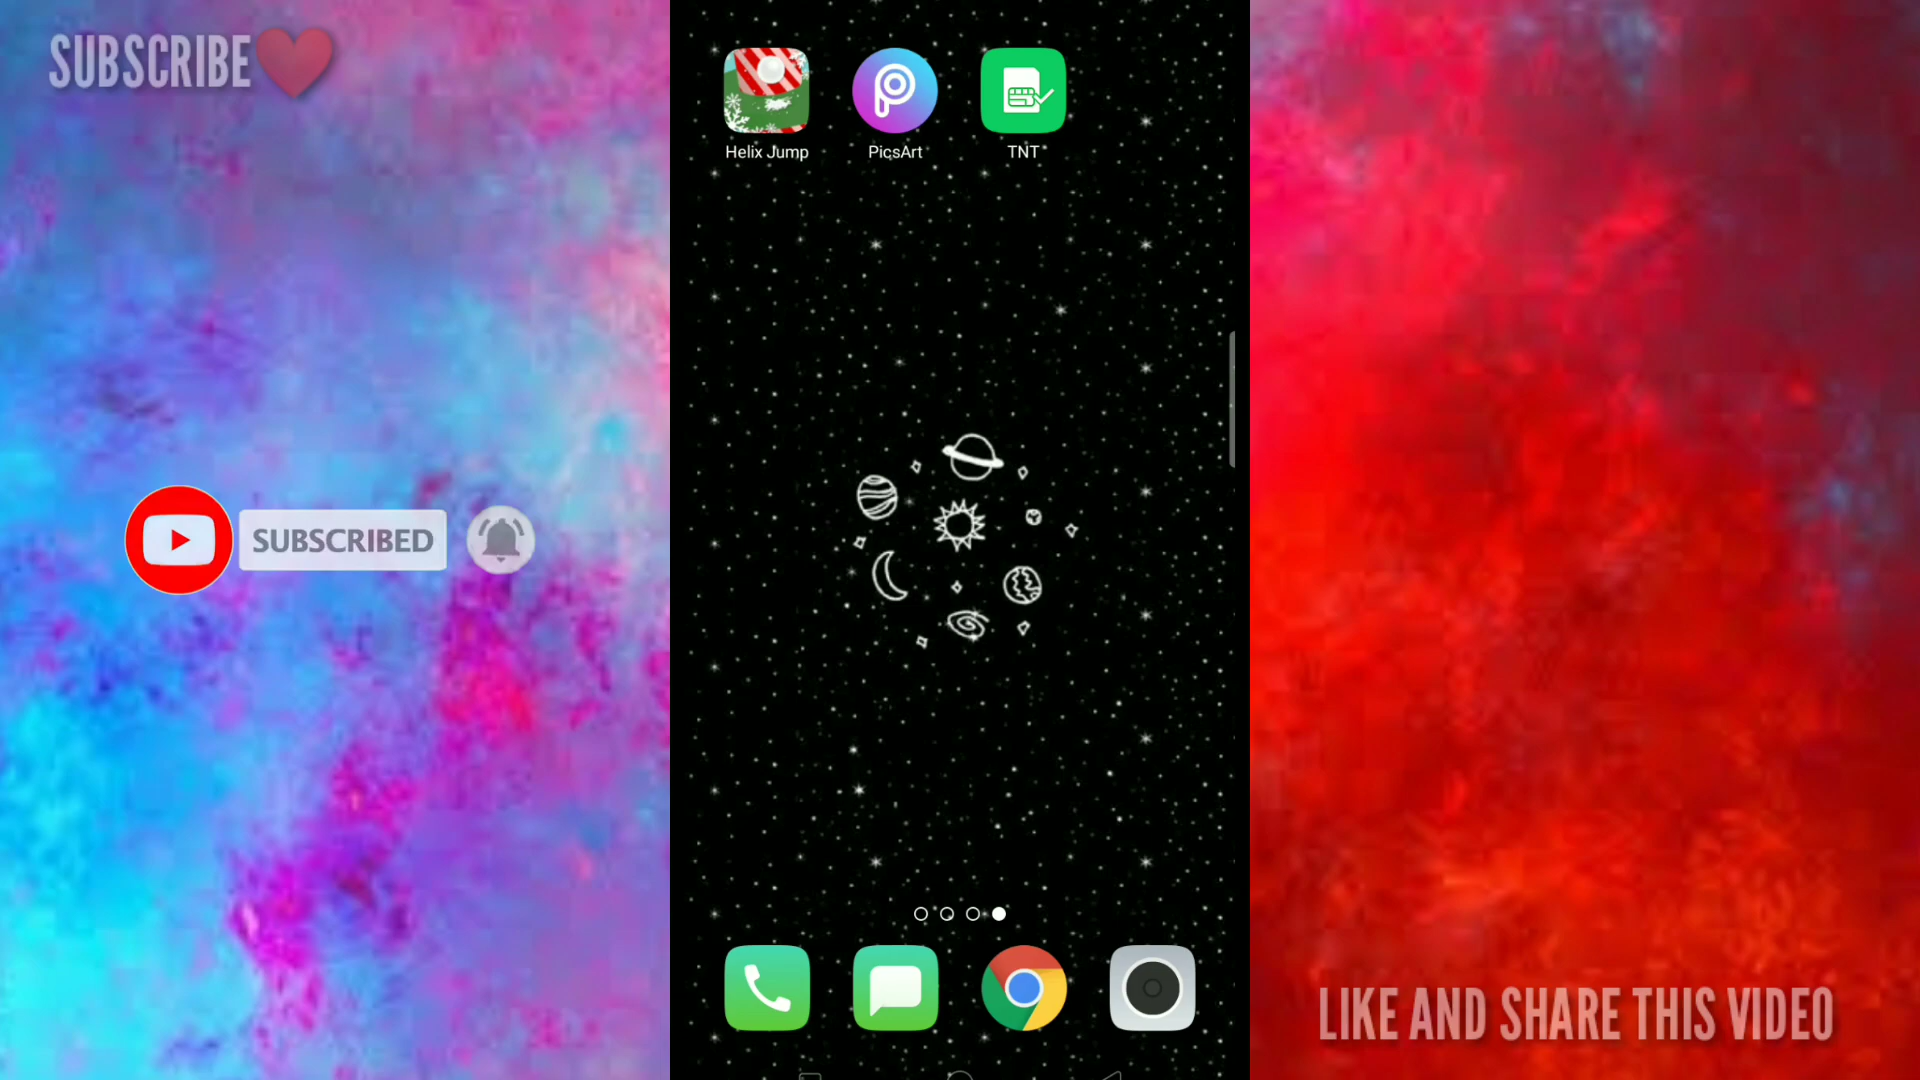 SUBSCRIBE
Helix Jump
PicsArt
TNT
SUBSCRIBED
LIKE AND SHARE THIS VIDEO